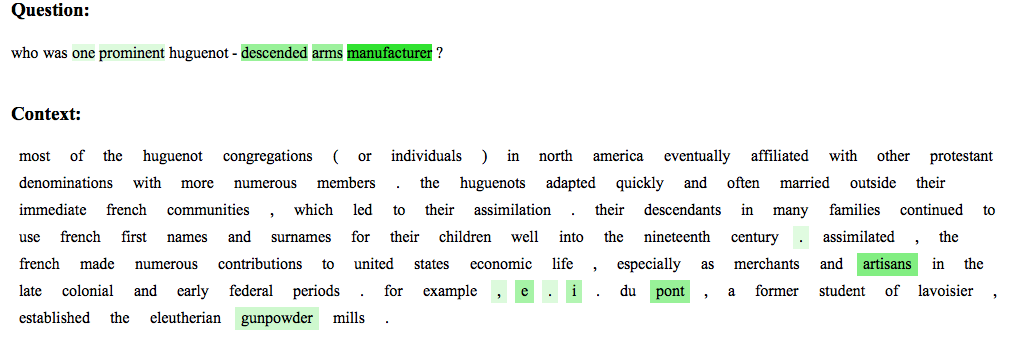 Question:
who was one prominent huguenot - descended arms manufacturer ?
Context:
most of the huguenot congregations ( or individuals ) in north america eventually affiliated with other protestant
denominations with more numerous members . the huguenots adapted quickly and often married outside their
immediate french communities , which led to their assimilation . their descendants in many families continued to
use french first names and surnames for their children well into the nineteenth century . assimilated , the
french made numerous contributions to united states economic life , especially as merchants and artisans in the
late colonial and early federal periods . for example , e . i . du pont , a former student of lavoisier ,
established the eleutherian gunpowder mills .